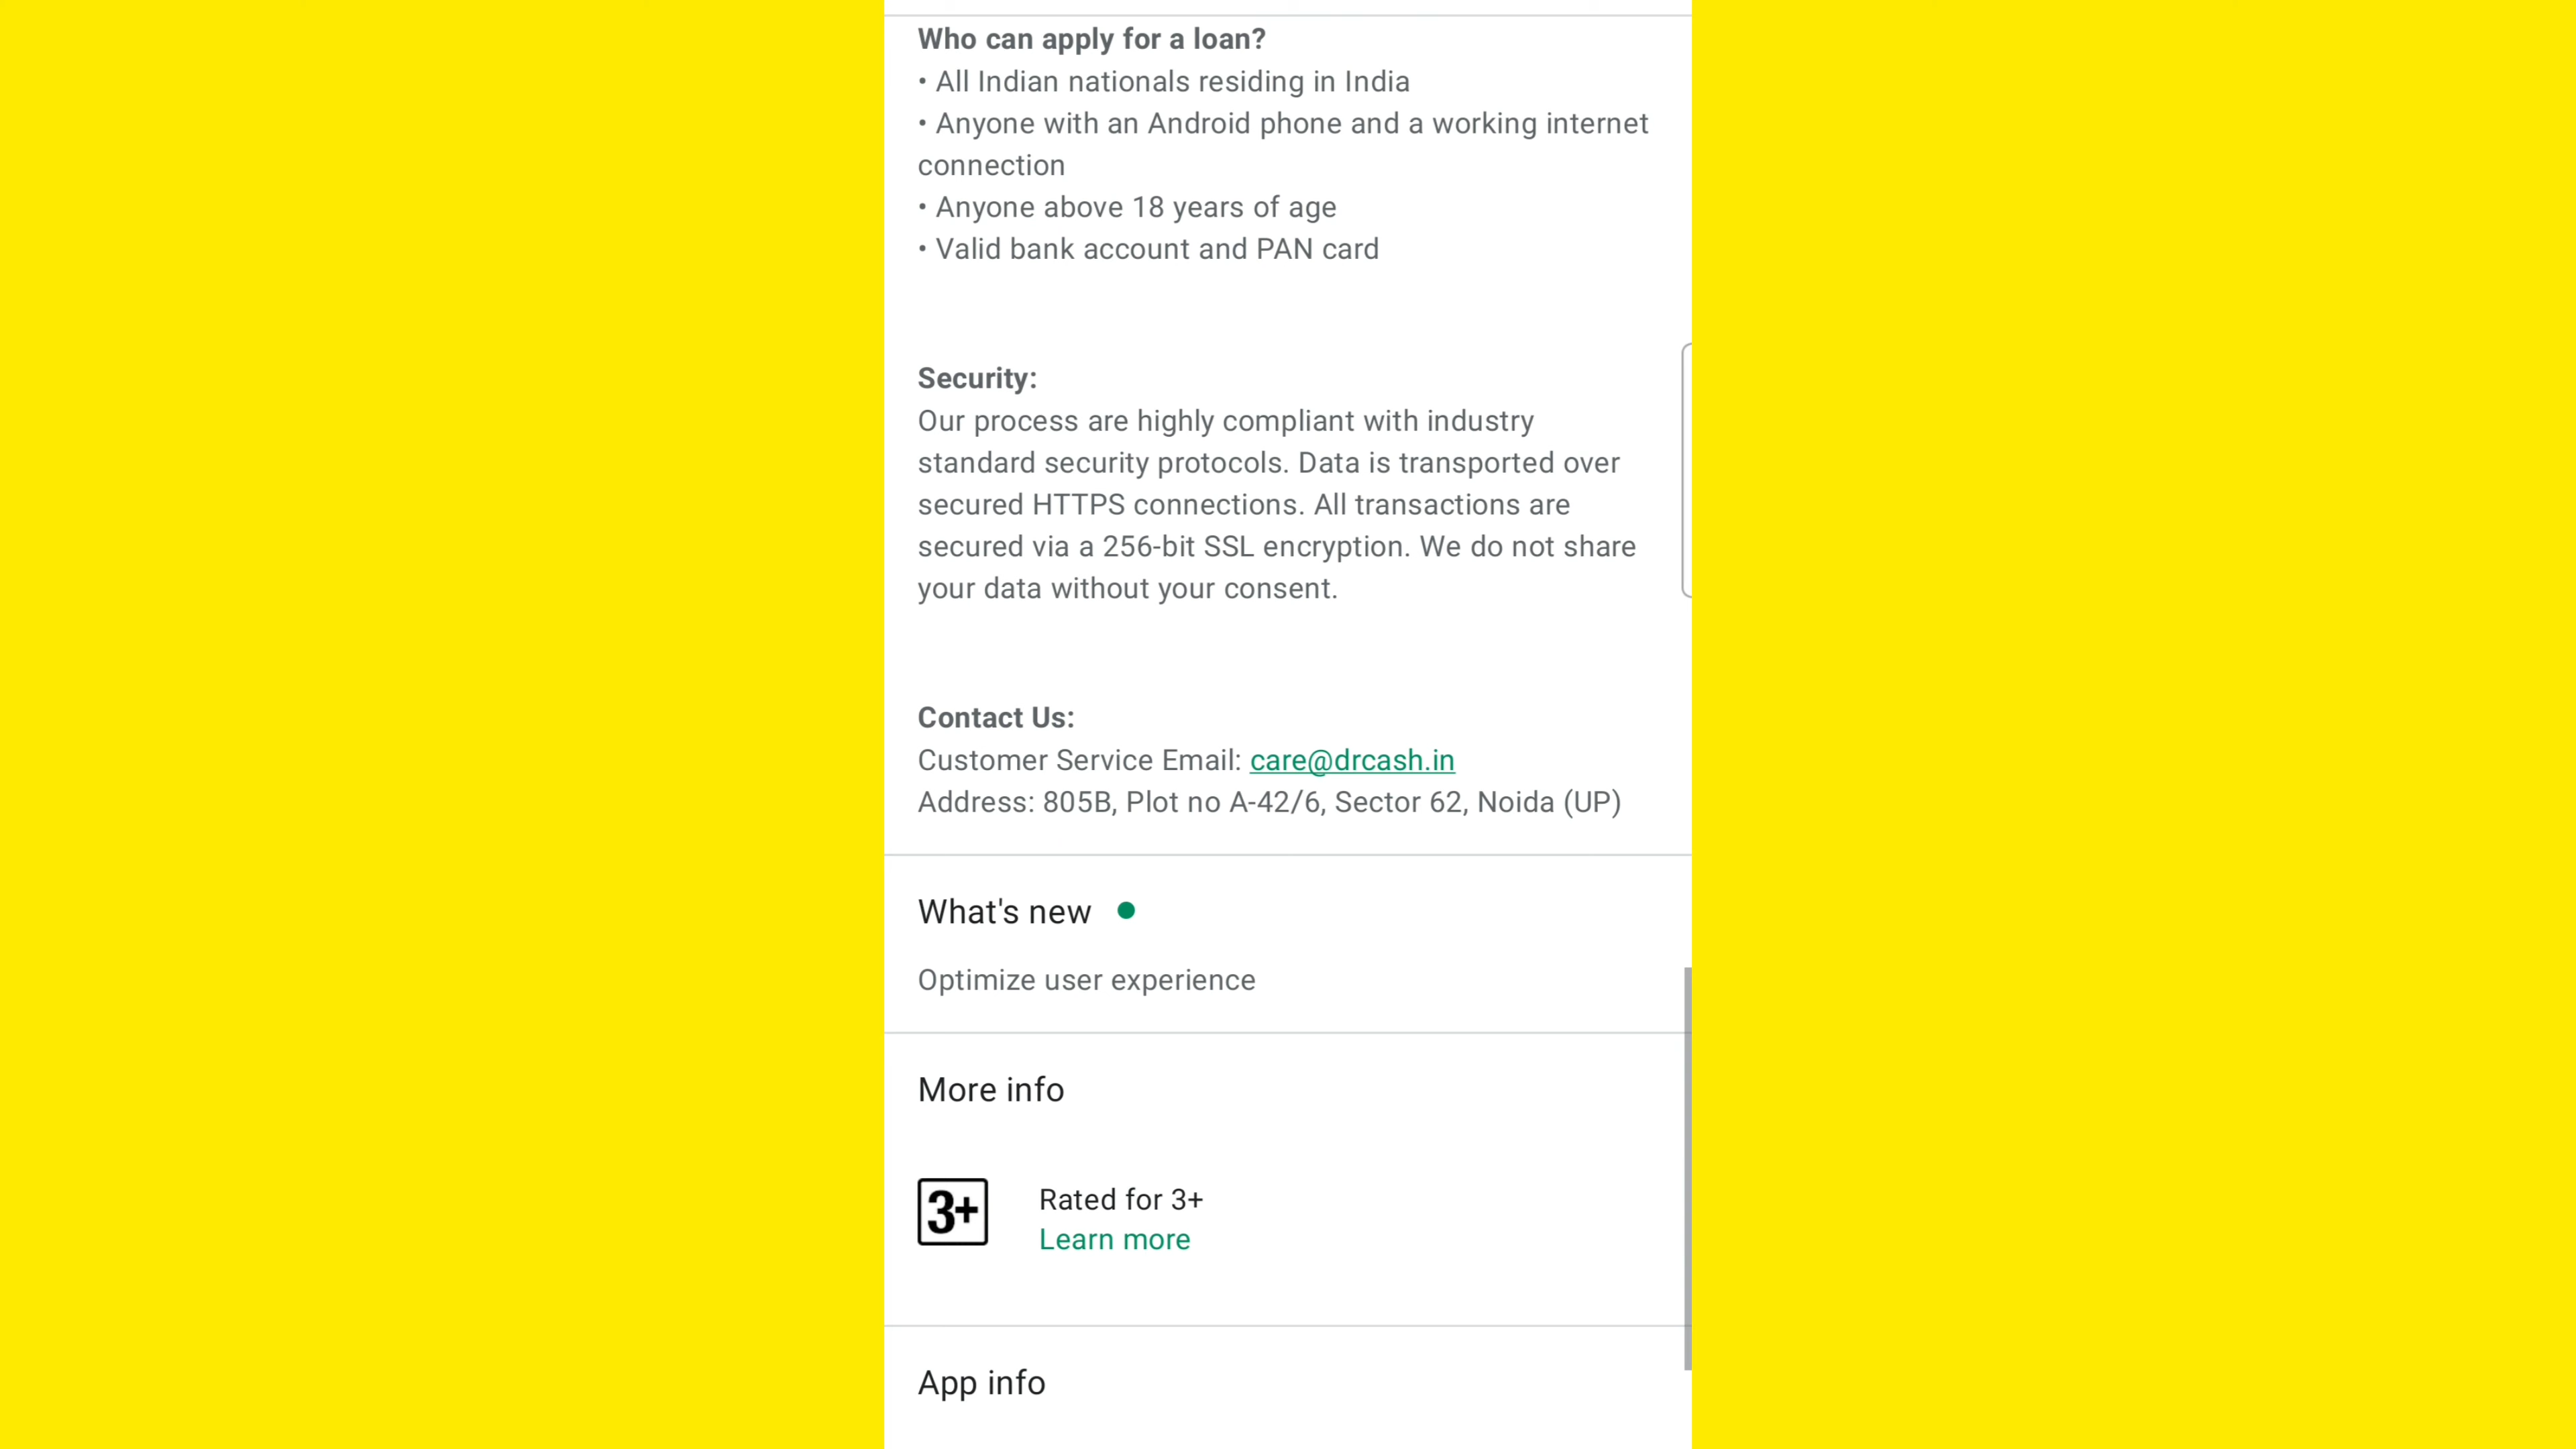 Who can apply for a loan?
• All Indian nationals residing in India
• Anyone with an Android phone and a working internet
connection
• Anyone above 18 years of age
• Valid bank account and PAN card
Security:
Our process are highly compliant with industry
standard security protocols. Data is transported over
secured HTTPS connections. All transactions are
secured via a 256-bit SSL encryption. We do not share
your data without your consent.
Contact Us:
Customer Service Email: care@drcash.in
Address: 805B, Plot no A-42/6, Sector 62, Noida (UP)
What's new
Optimize user experience
More info
3+
Rated for 3+
Learn more
App info